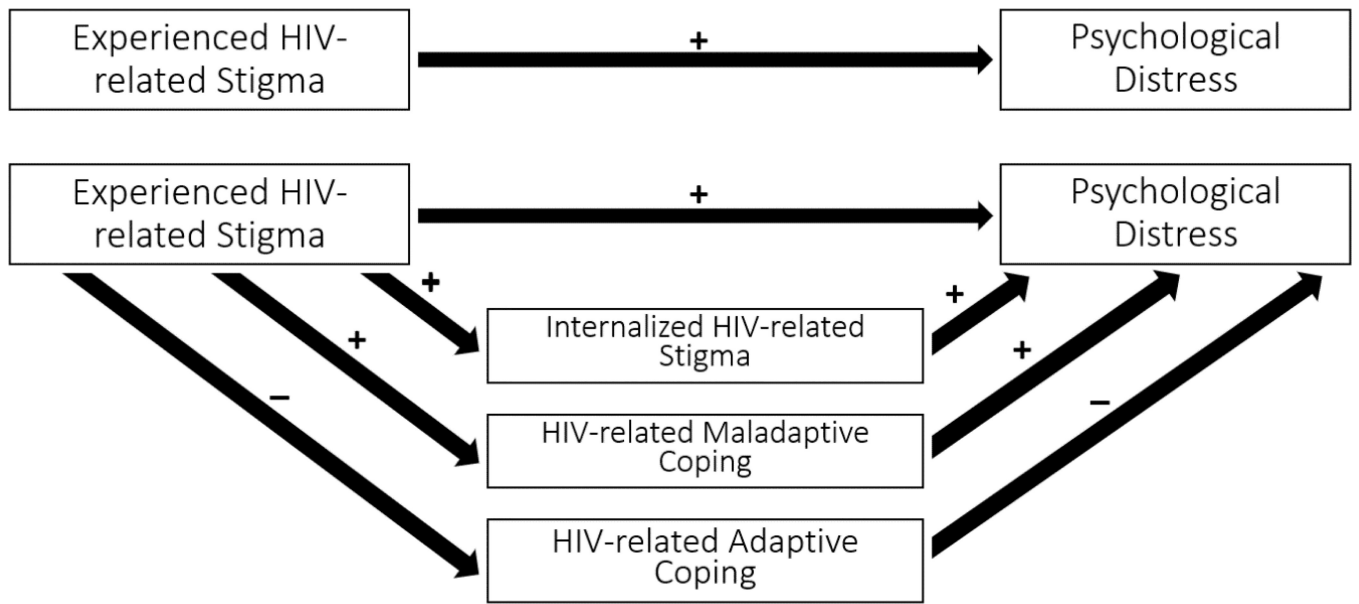 Experienced HIV-
related Stigma
+
Psychological
Distress
Experienced HIV-
related Stigma
+
Psychological
Distress
+
+
Internalized HIV-related
Stigma
+
+
HIV-related Maladaptive
Coping
−
−
HIV-related Adaptive
Coping